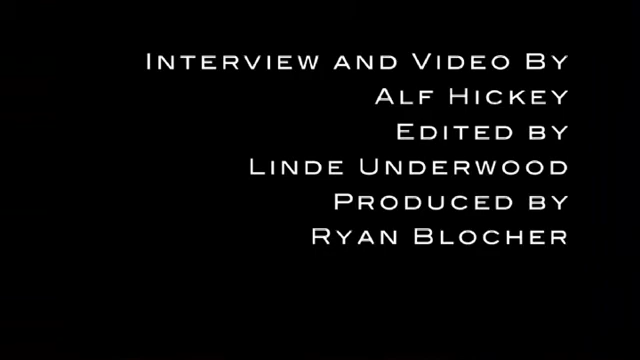 Interview and Video By
Alf Hickey
Edited by
Linde Underwood
Produced by
Ryan Blocher